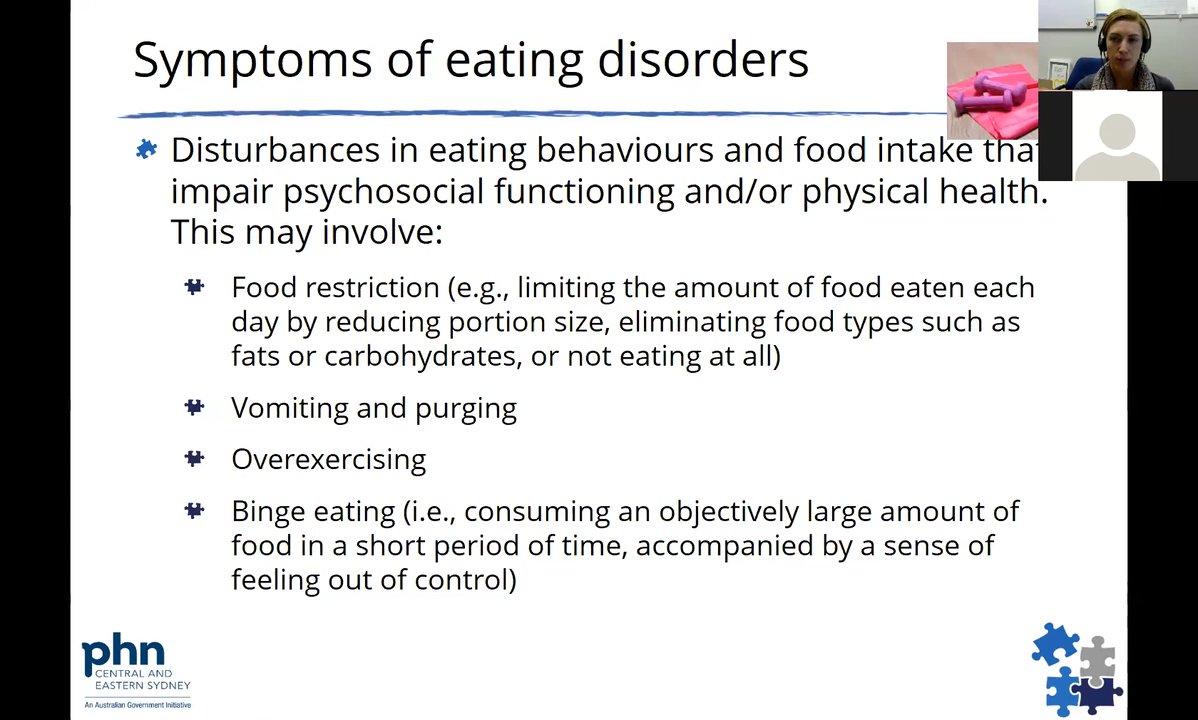 Symptoms of eating disorders
Disturbances in eating behaviours and food intake that
impair psychosocial functioning and/or physical health.
This may involve:
Food restriction (e.g., limiting the amount of food eaten each
day by reducing portion size, eliminating food types such as
fats or carbohydrates, or not eating at all)
Vomiting and purging
Overexercising
Binge eating (i.e., consuming an objectively large amount of
food in a short period of time, accompanied by a sense of
feeling out of control)
phn
CENTRAL AND
EASTERN SYDNEY
An Australian Government Initiative